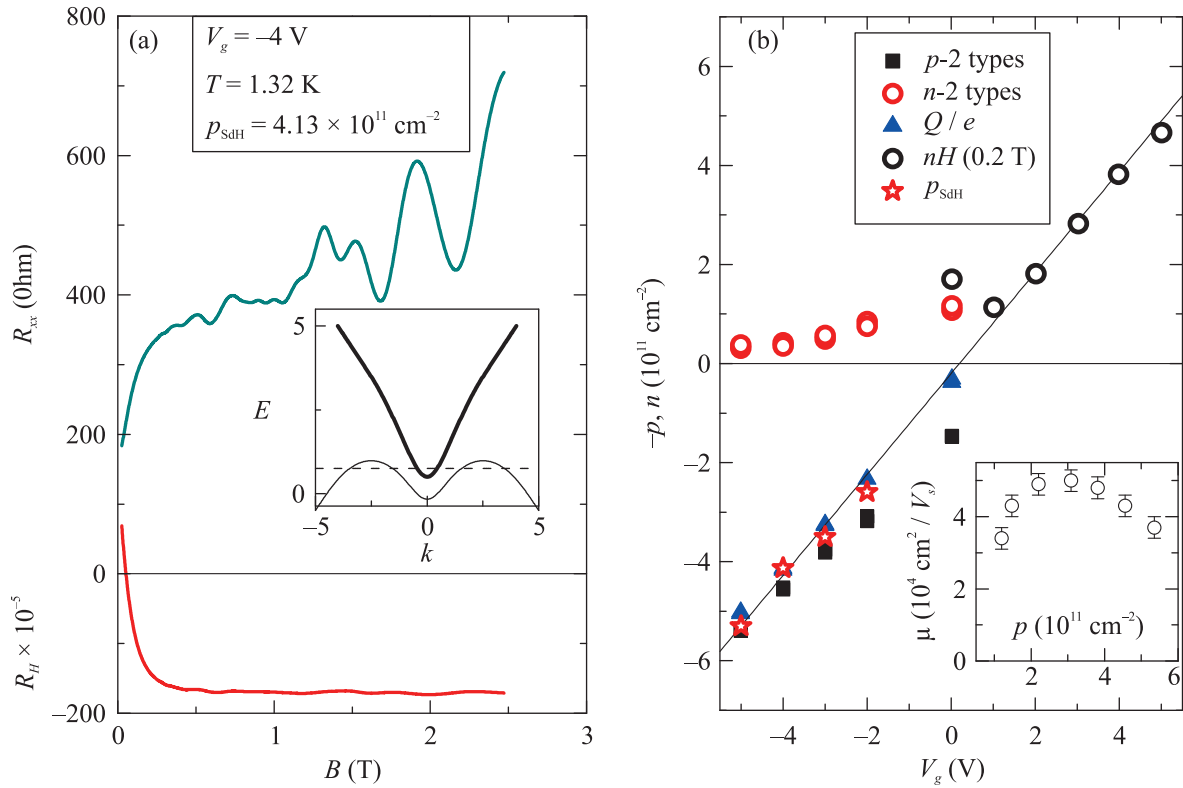 (a)
V_g = –4 V
T = 1.32 K
p_SdH = 4.13 × 10^11 cm^–2
800
600
400
200
0
–200
R_xx (0hm)
R_H × 10^–5
0
1
2
3
B (T)
5
0
E
–5
0
5
k
(b)
p-2 types
n-2 types
Q / e
nH (0.2 T)
p_SdH
6
4
2
0
–2
–4
–6
–p, n (10^11 cm^–2)
–4
–2
0
2
4
V_g (V)
4
2
0
μ (10^4 cm^2 / V_s)
p (10^11 cm^–2)
2
4
6